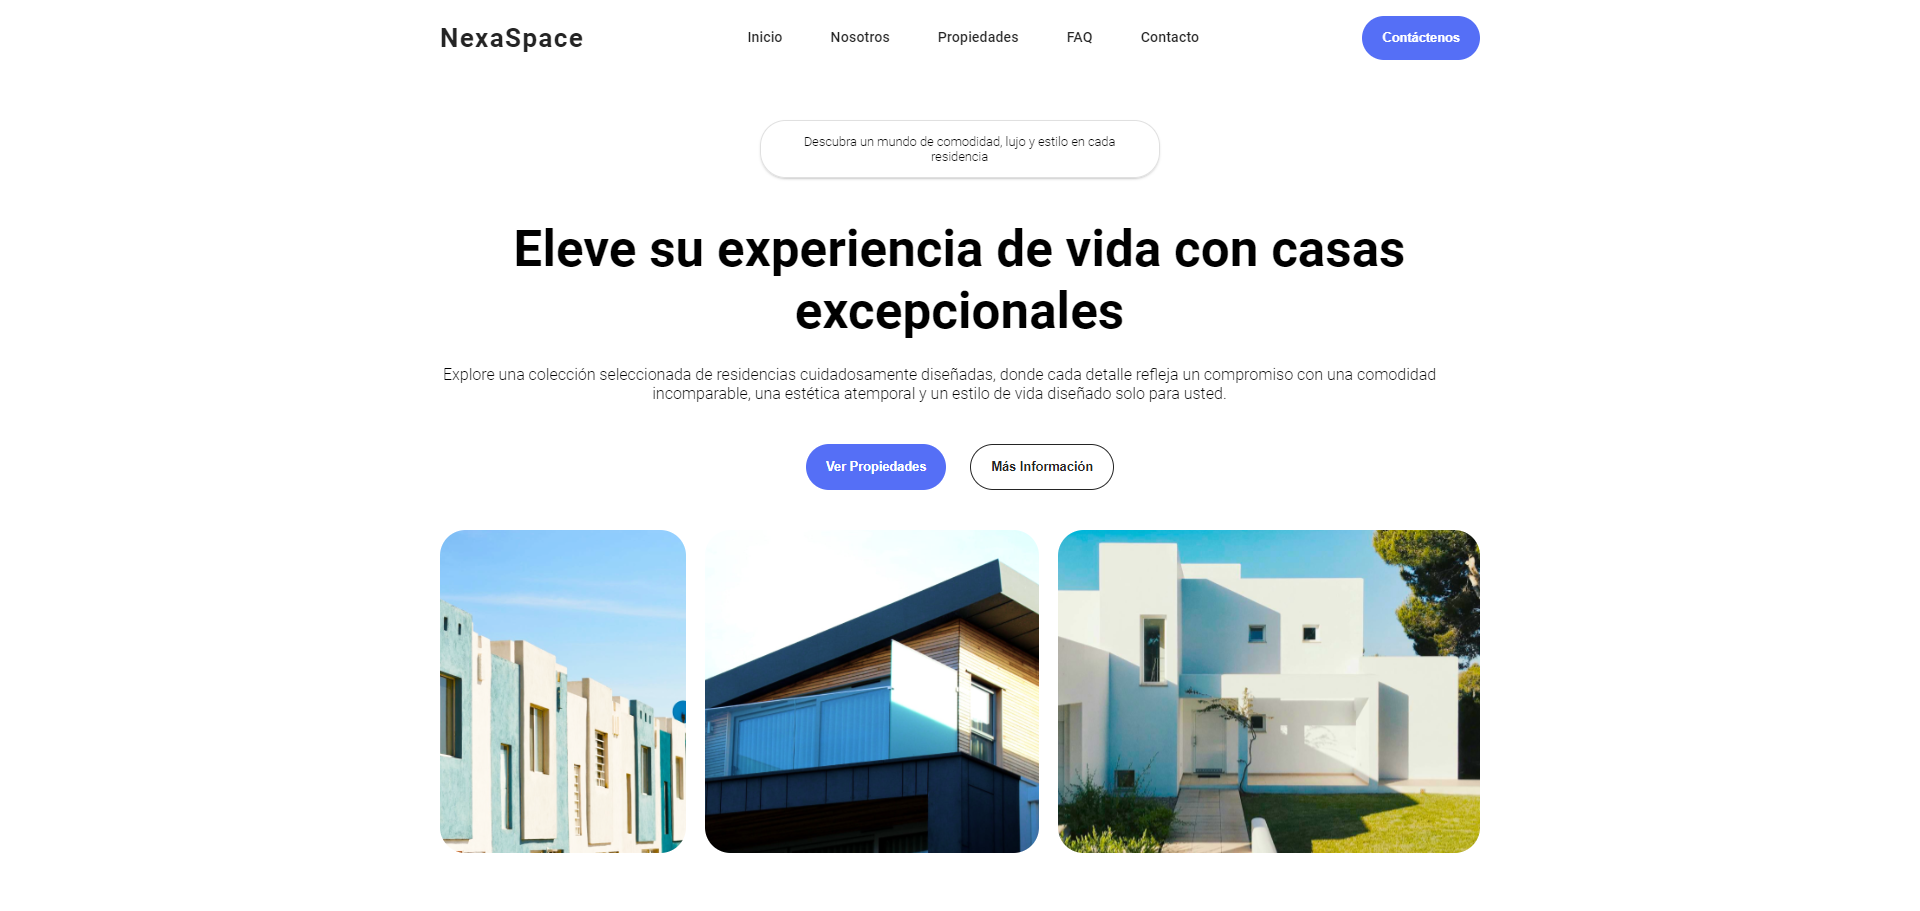 NexaSpace
Inicio
Nosotros
Propiedades
FAQ
Contacto
Contáctenos
Descubra un mundo de comodidad, lujo y estilo en cada
residencia
Eleve su experiencia de vida con casas
excepcionales
Explore una colección seleccionada de residencias cuidadosamente diseñadas, donde cada detalle refleja un compromiso con una comodidad
incomparable, una estética atemporal y un estilo de vida diseñado solo para usted.
Ver Propiedades
Más Información